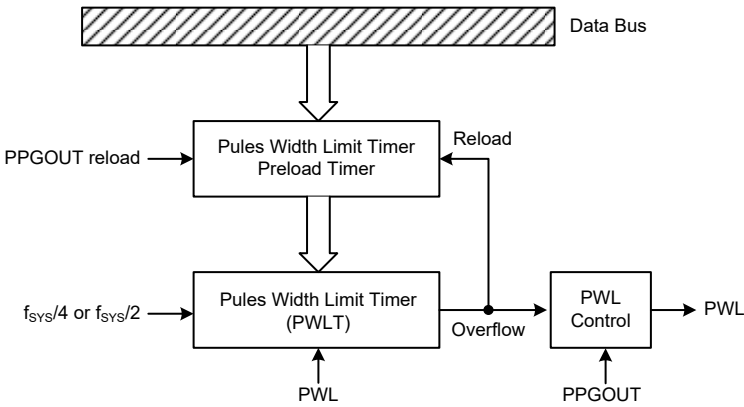 Data Bus
PPGOUT reload
Pules Width Limit Timer
Preload Timer
Reload
fSYS/4 or fSYS/2
Pules Width Limit Timer
(PWLT)
Overflow
PWL
Control
PWL
PWL
PPGOUT